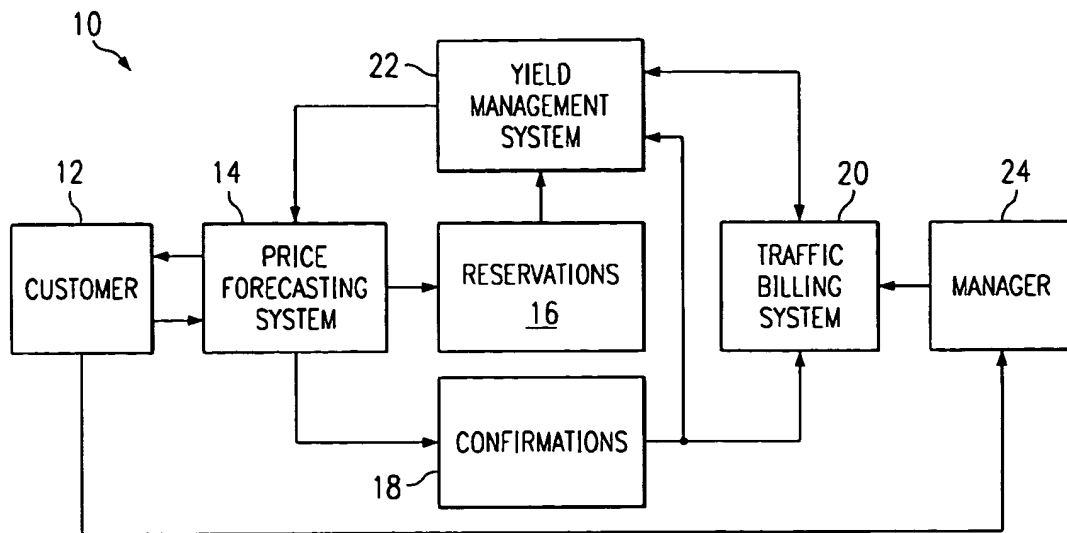 10
22
YIELD
MANAGEMENT
SYSTEM
12
14
20
24
CUSTOMER
PRICE
FORECASTING
SYSTEM
RESERVATIONS
16
TRAFFIC
BILLING
SYSTEM
MANAGER
CONFIRMATIONS
18